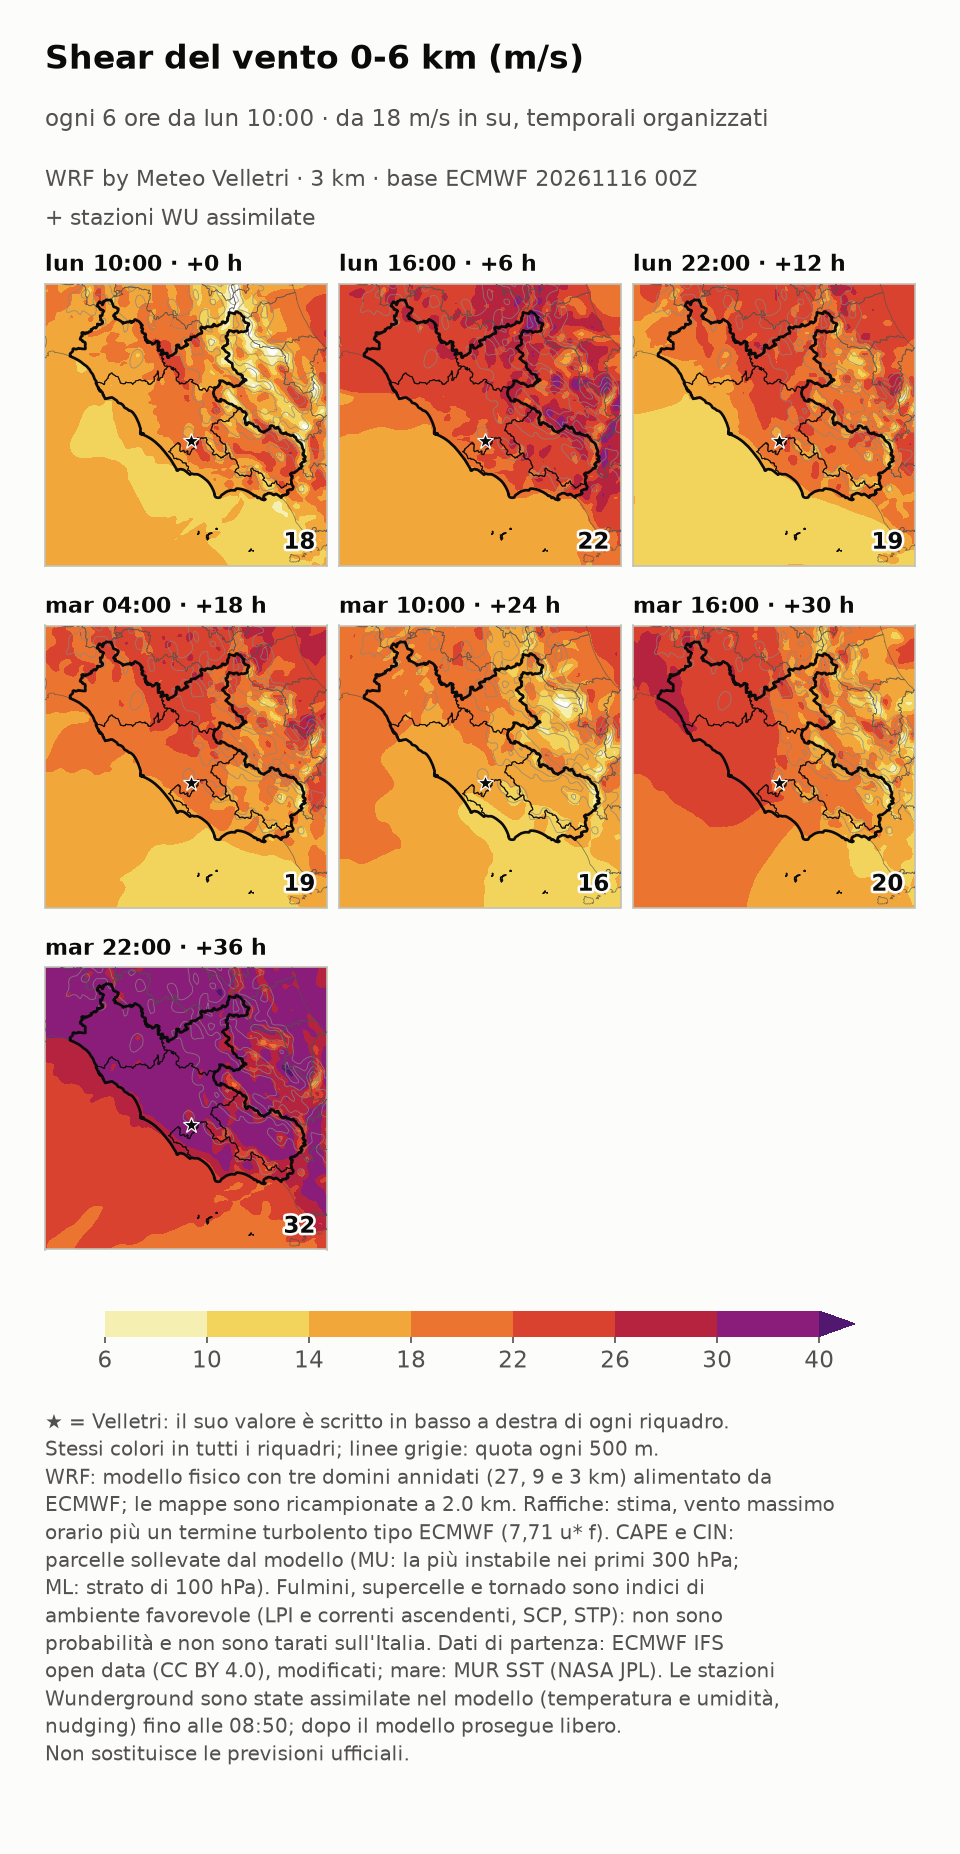 Shear del vento 0-6 km (m/s)
ogni 6 ore da lun 10:00 · da 18 m/s in su, temporali organizzati
WRF by Meteo Velletri · 3 km · base ECMWF 20261116 00Z
+ stazioni WU assimilate
lun 10:00 · +0 h
lun 16:00 · +6 h
lun 22:00 · +12 h
18
22
19
mar 04:00 · +18 h
mar 10:00 · +24 h
mar 16:00 · +30 h
19
16
20
mar 22:00 · +36 h
32
6 10 14 18 22 26 30 40
★ = Velletri: il suo valore è scritto in basso a destra di ogni riquadro.
Stessi colori in tutti i riquadri; linee grigie: quota ogni 500 m.
WRF: modello fisico con tre domini annidati (27, 9 e 3 km) alimentato da
ECMWF; le mappe sono ricampionate a 2.0 km. Raffiche: stima, vento massimo
orario più un termine turbolento tipo ECMWF (7,71 u* f). CAPE e CIN:
parcelle sollevate dal modello (MU: la più instabile nei primi 300 hPa;
ML: strato di 100 hPa). Fulmini, supercelle e tornado sono indici di
ambiente favorevole (LPI e correnti ascendenti, SCP, STP): non sono
probabilità e non sono tarati sull'Italia. Dati di partenza: ECMWF IFS
open data (CC BY 4.0), modificati; mare: MUR SST (NASA JPL). Le stazioni
Wunderground sono state assimilate nel modello (temperatura e umidità,
nudging) fino alle 08:50; dopo il modello prosegue libero.
Non sostituisce le previsioni ufficiali.